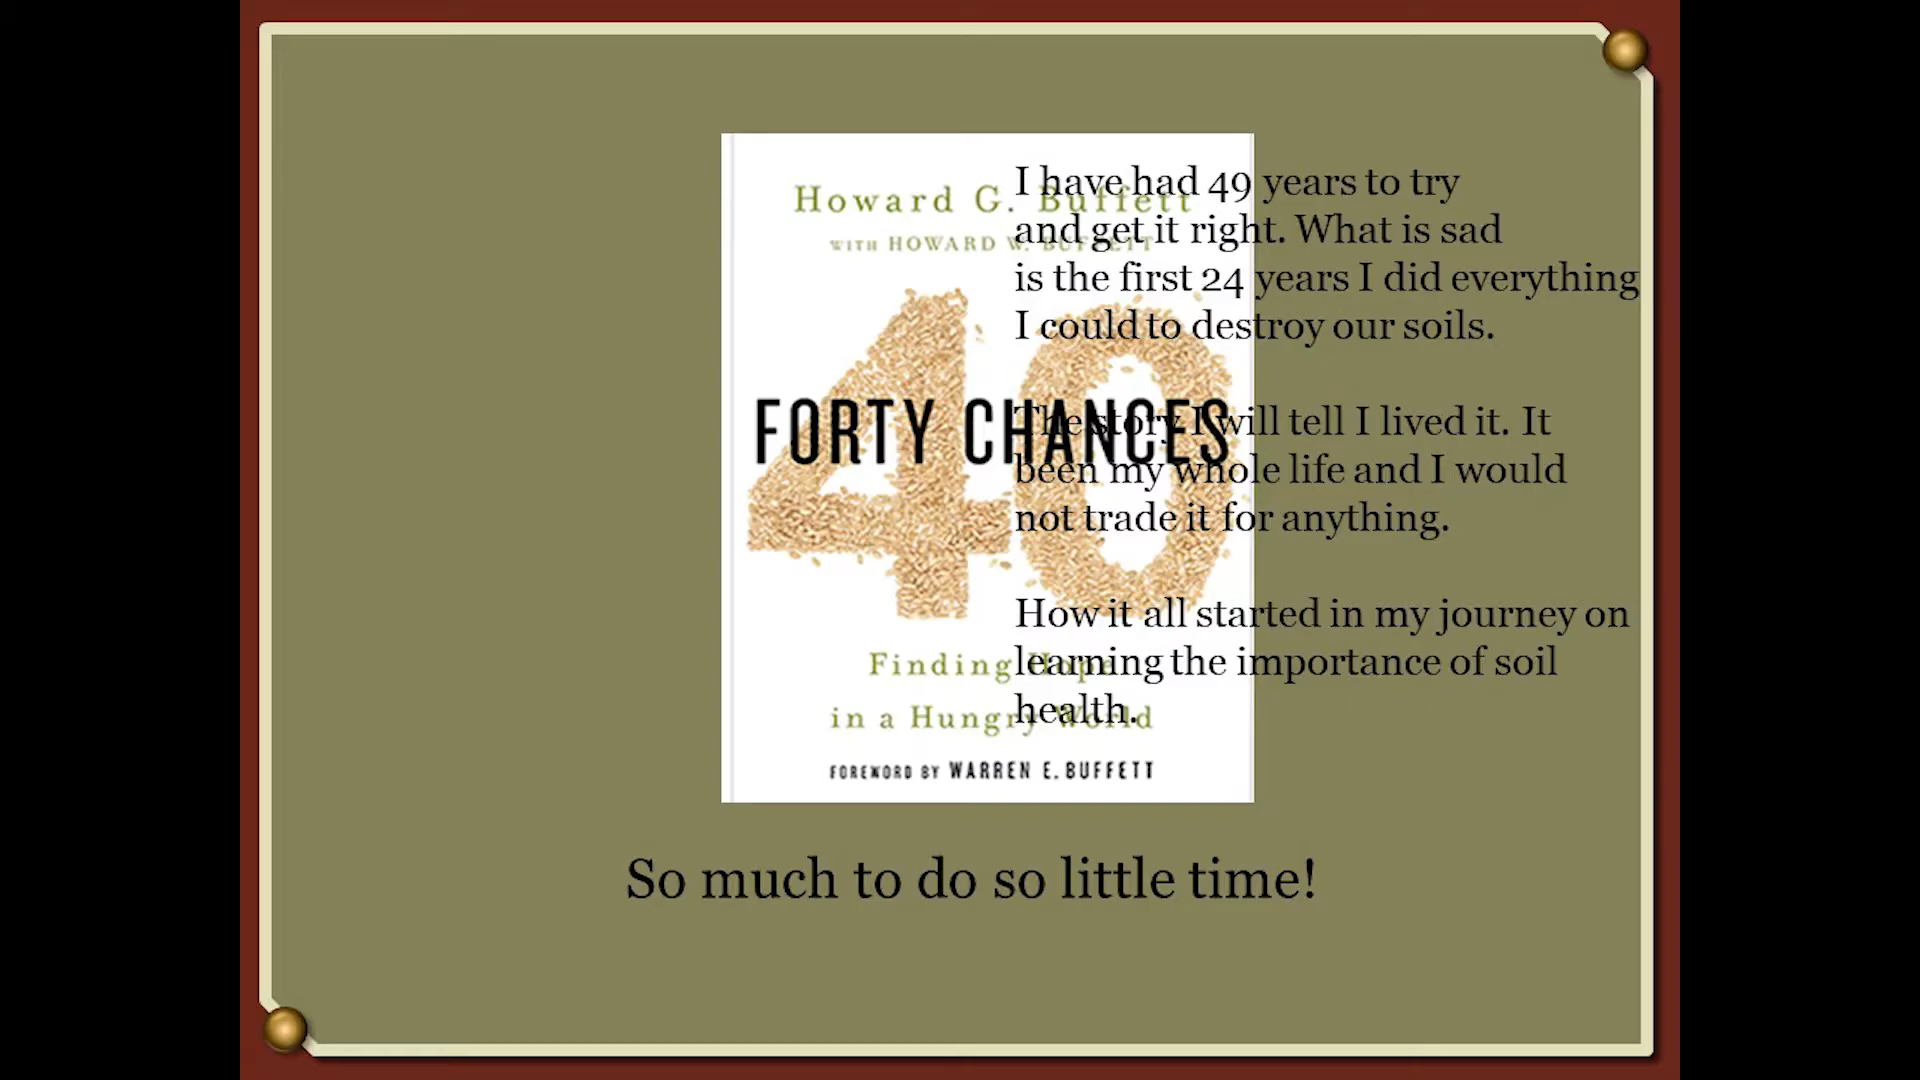 Howard G. Buffett
WITH HOWARD W. BUFFETT
40
FORTY CHANCES
Finding Hope
in a Hungry World
FOREWORD BY WARREN E. BUFFETT
I have had 49 years to try
and get it right. What is sad
is the first 24 years I did everything
I could to destroy our soils.
The story I will tell I lived it. It
been my whole life and I would
not trade it for anything.
How it all started in my journey on
learning the importance of soil
health.
So much to do so little time!